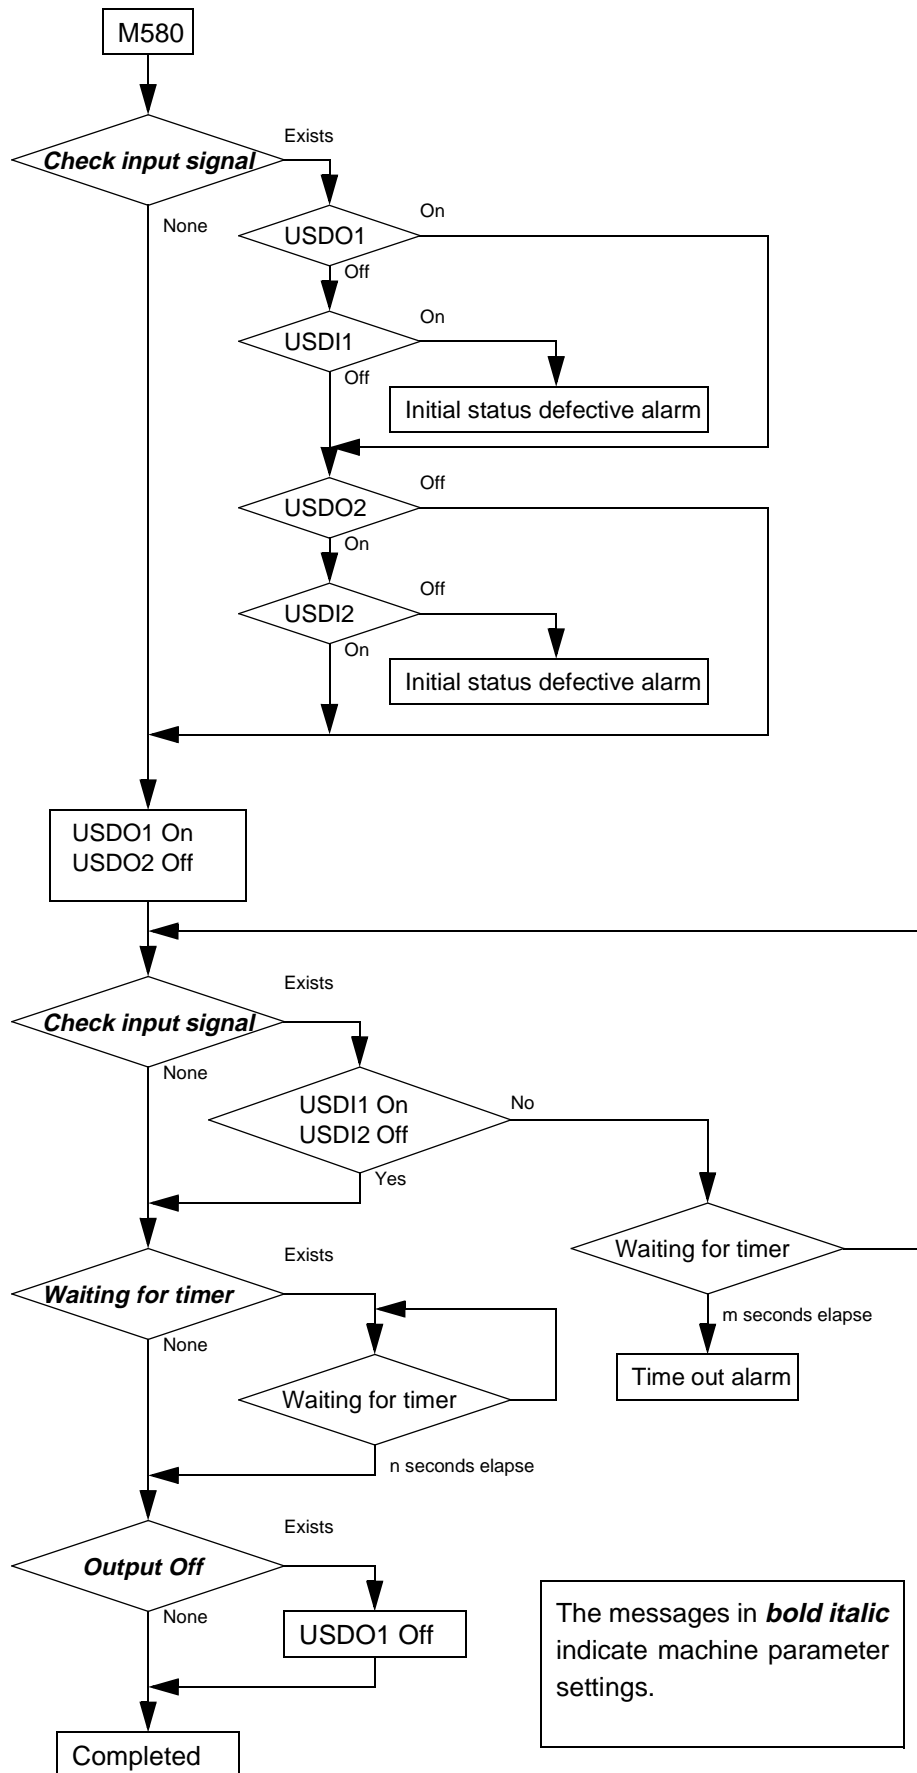 M580
Exists
Check input signal
None
On
USDO1
Off
On
USDI1
Off
Initial status defective alarm
Off
USDO2
On
Off
USDI2
On
Initial status defective alarm
USDO1 On
USDO2 Off
Exists
Check input signal
None
USDI1 On
USDI2 Off
No
Yes
Waiting for timer
Exists
Waiting for timer
None
m seconds elapse
Time out alarm
Waiting for timer
n seconds elapse
Exists
Output Off
None
USDO1 Off
The messages in bold italic
indicate machine parameter
settings.
Completed